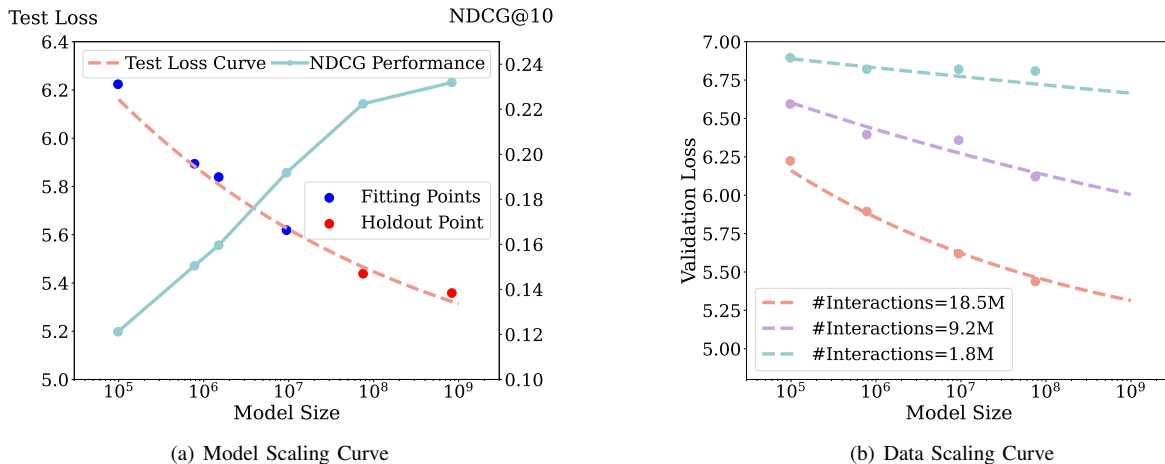 Test Loss
NDCG@10
6.4
6.2
6.0
5.8
5.6
5.4
5.2
5.0
Test Loss Curve
NDCG Performance
Fitting Points
Holdout Point
0.24
0.22
0.20
0.18
0.16
0.14
0.12
0.10
10^5
10^6
10^7
10^8
10^9
Model Size
(a) Model Scaling Curve
Validation Loss
7.00
6.75
6.50
6.25
6.00
5.75
5.50
5.25
5.00
#Interactions=18.5M
#Interactions=9.2M
#Interactions=1.8M
10^5
10^6
10^7
10^8
10^9
Model Size
(b) Data Scaling Curve